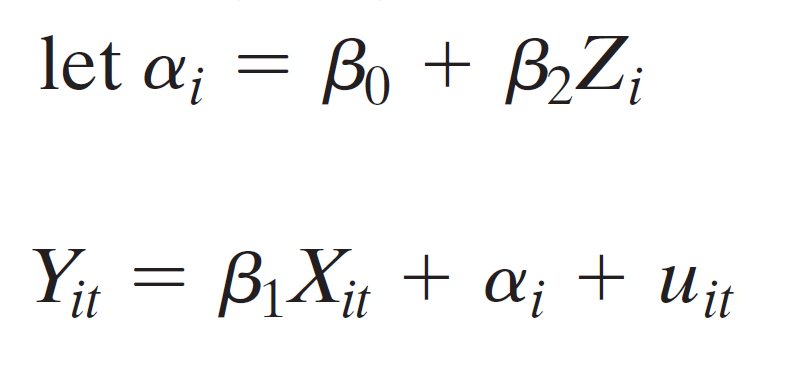 let αᵢ = β₀ + β₂Zᵢ
Yᵢₜ = β₁Xᵢₜ + αᵢ + uᵢₜ